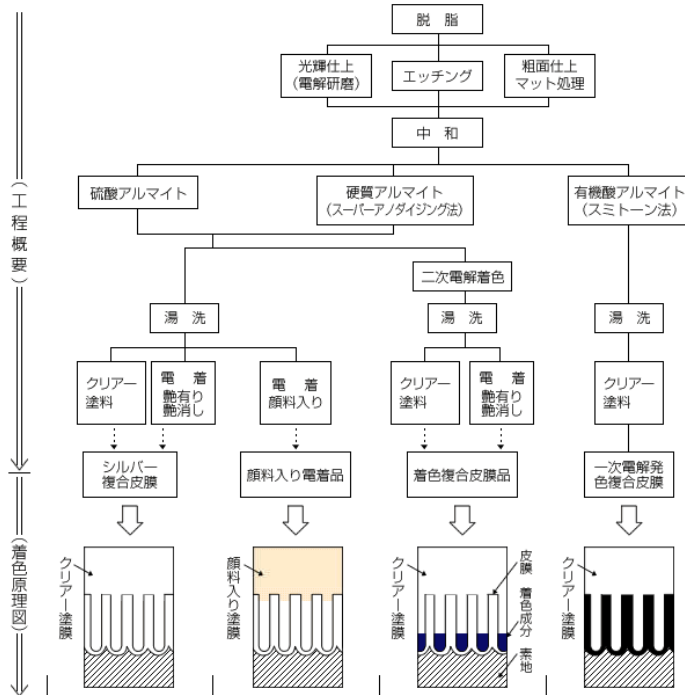 脱 脂
光輝仕上
(電解研磨)
エッチング
粗面仕上
マット処理
中 和
硫酸アルマイト
硬質アルマイト
(スーパーアノダイジング法)
有機酸アルマイト
(スミトーン法)
(工程概要)
二次電解着色
湯 洗
湯 洗
湯 洗
クリアー
塗料
電 着
艶有り
艶消し
電 着
顔料入り
クリアー
塗料
電 着
艶有り
艶消し
クリアー
塗料
シルバー
複合皮膜
顔料入り電着品
着色複合皮膜品
一次電解発
色複合皮膜
(着色原理図)
クリアー塗膜
顔料入り塗膜
クリアー塗膜
皮膜
着色成分
素地
クリアー塗膜